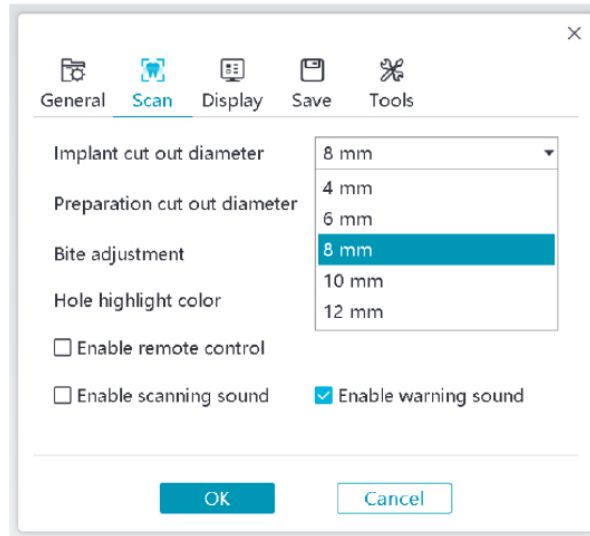 General Scan Display Save Tools
Implant cut out diameter 8 mm
4 mm
Preparation cut out diameter 6 mm
Bite adjustment 8 mm
10 mm
Hole highlight color 12 mm
Enable remote control
Enable scanning sound Enable warning sound
OK Cancel